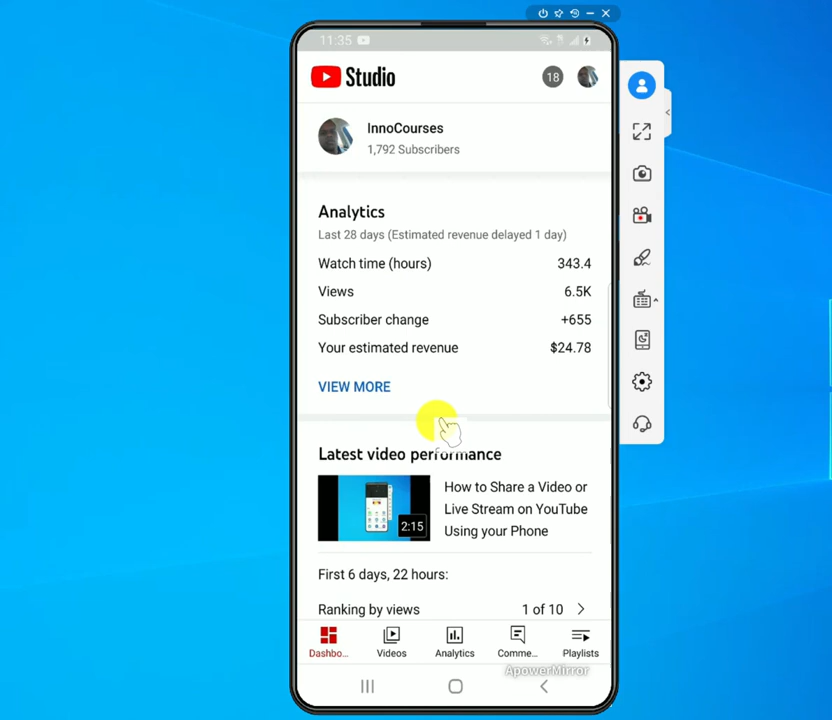 11:35
Studio
18
InnoCourses
1,792 Subscribers
Analytics
Last 28 days (Estimated revenue delayed 1 day)
Watch time (hours) 343.4
Views 6.5K
Subscriber change +655
Your estimated revenue $24.78
VIEW MORE
Latest video performance
How to Share a Video or
Live Stream on YouTube
Using your Phone
2:15
First 6 days, 22 hours:
Ranking by views 1 of 10
Dashbo... Videos Analytics Comme... Playlists
ApowerMirror